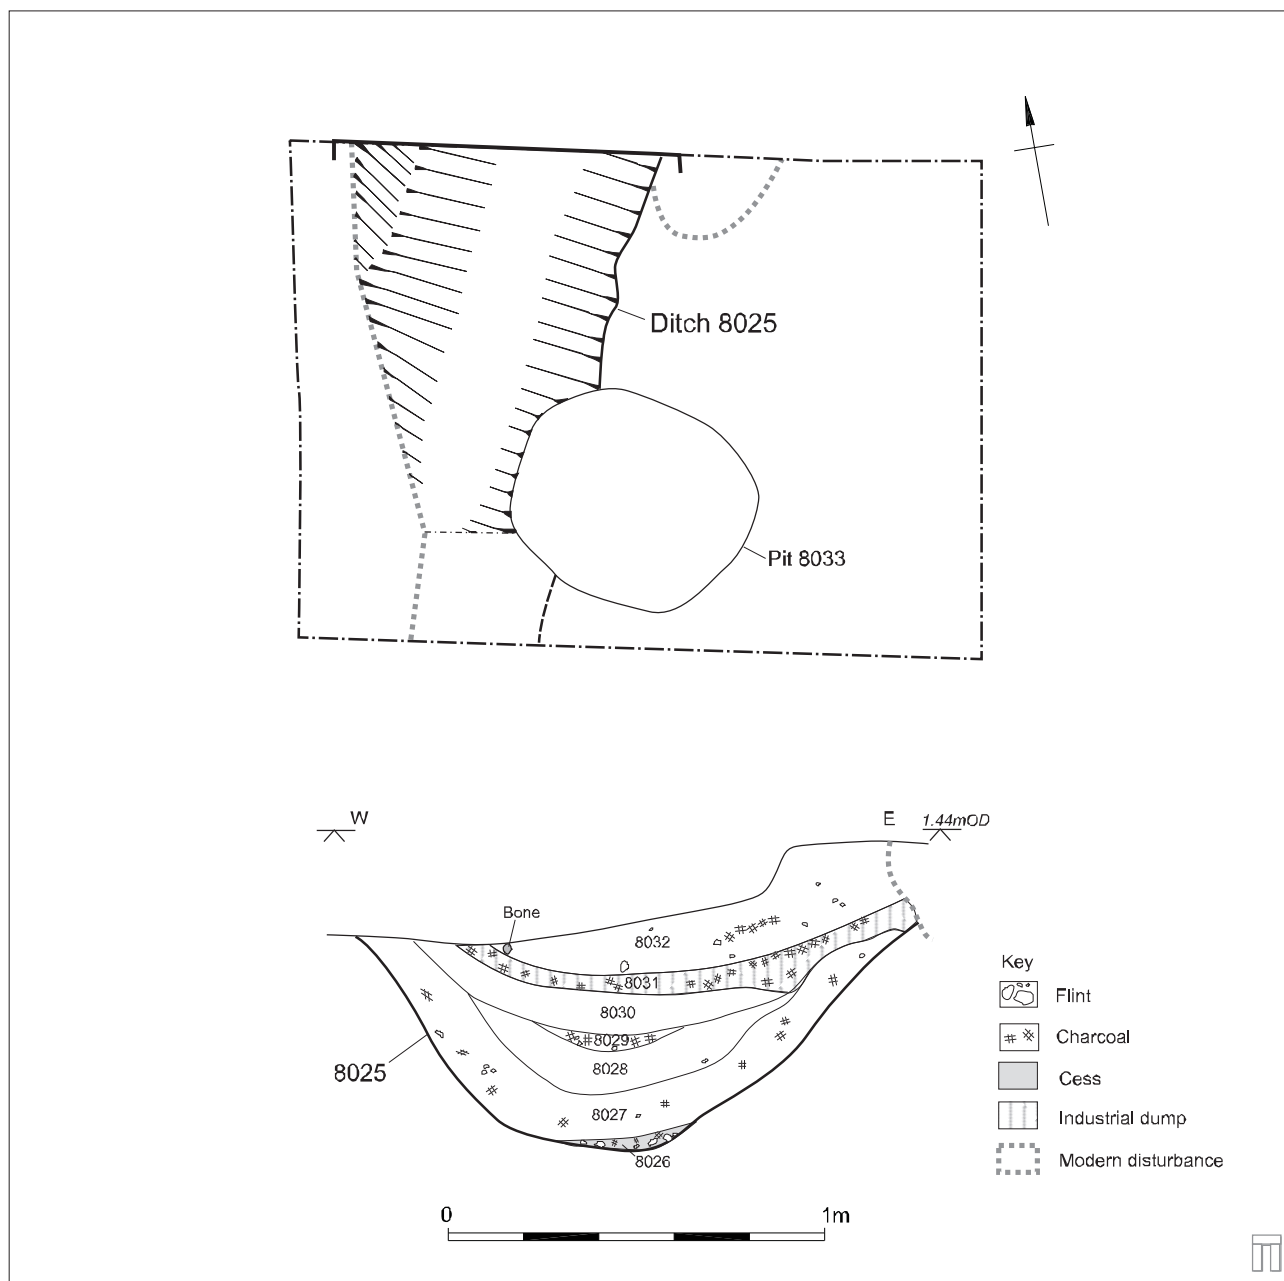 Ditch 8025
Pit 8033
W
E
1.44mOD
Bone
8032
8031
8030
8029
8028
8025
8027
8026
Key
Flint
Charcoal
Cess
Industrial dump
Modern disturbance
0
1m